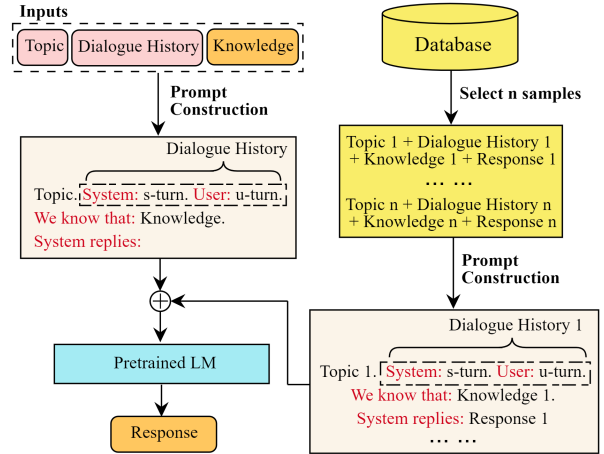 Inputs
Topic
Dialogue History
Knowledge
Prompt
Construction
Dialogue History
Topic. System: s-turn. User: u-turn.
We know that: Knowledge.
System replies:
Pretrained LM
Response
Database
Select n samples
Topic 1 + Dialogue History 1
+ Knowledge 1 + Response 1
... ...
Topic n + Dialogue History n
+ Knowledge n + Response n
Prompt
Construction
Dialogue History 1
Topic 1. System: s-turn. User: u-turn.
We know that: Knowledge 1.
System replies: Response 1
... ...